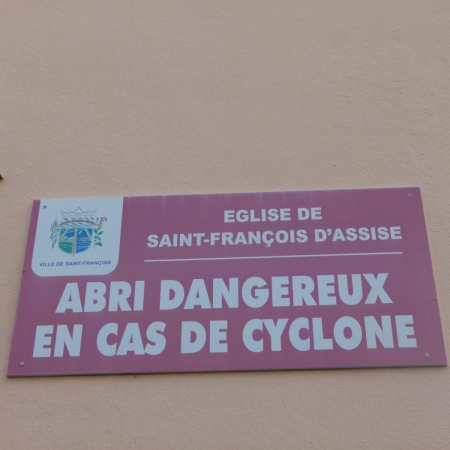 EGLISE DE
SAINT-FRANÇOIS D'ASSISE
VILLE DE SAINT-FRANÇOIS
ABRI DANGEREUX
EN CAS DE CYCLONE